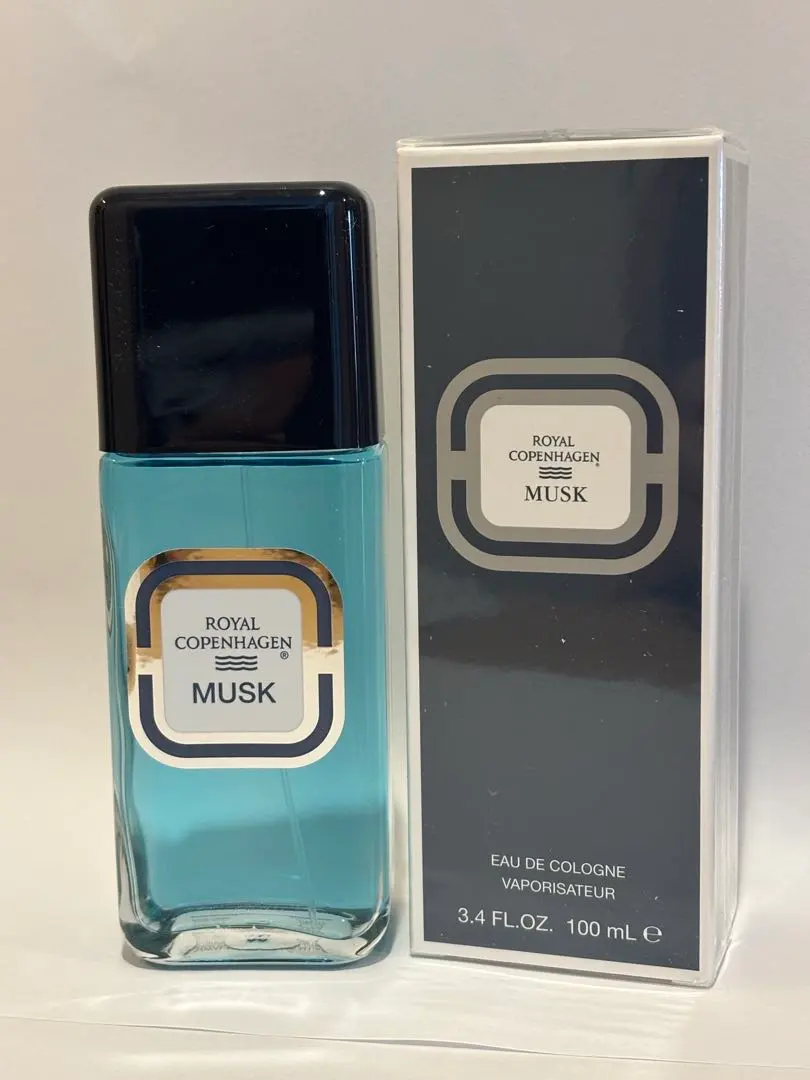 ROYAL
COPENHAGEN®
MUSK
ROYAL
COPENHAGEN®
MUSK
EAU DE COLOGNE
VAPORISATEUR
3.4 FL.OZ. 100 mL ℮